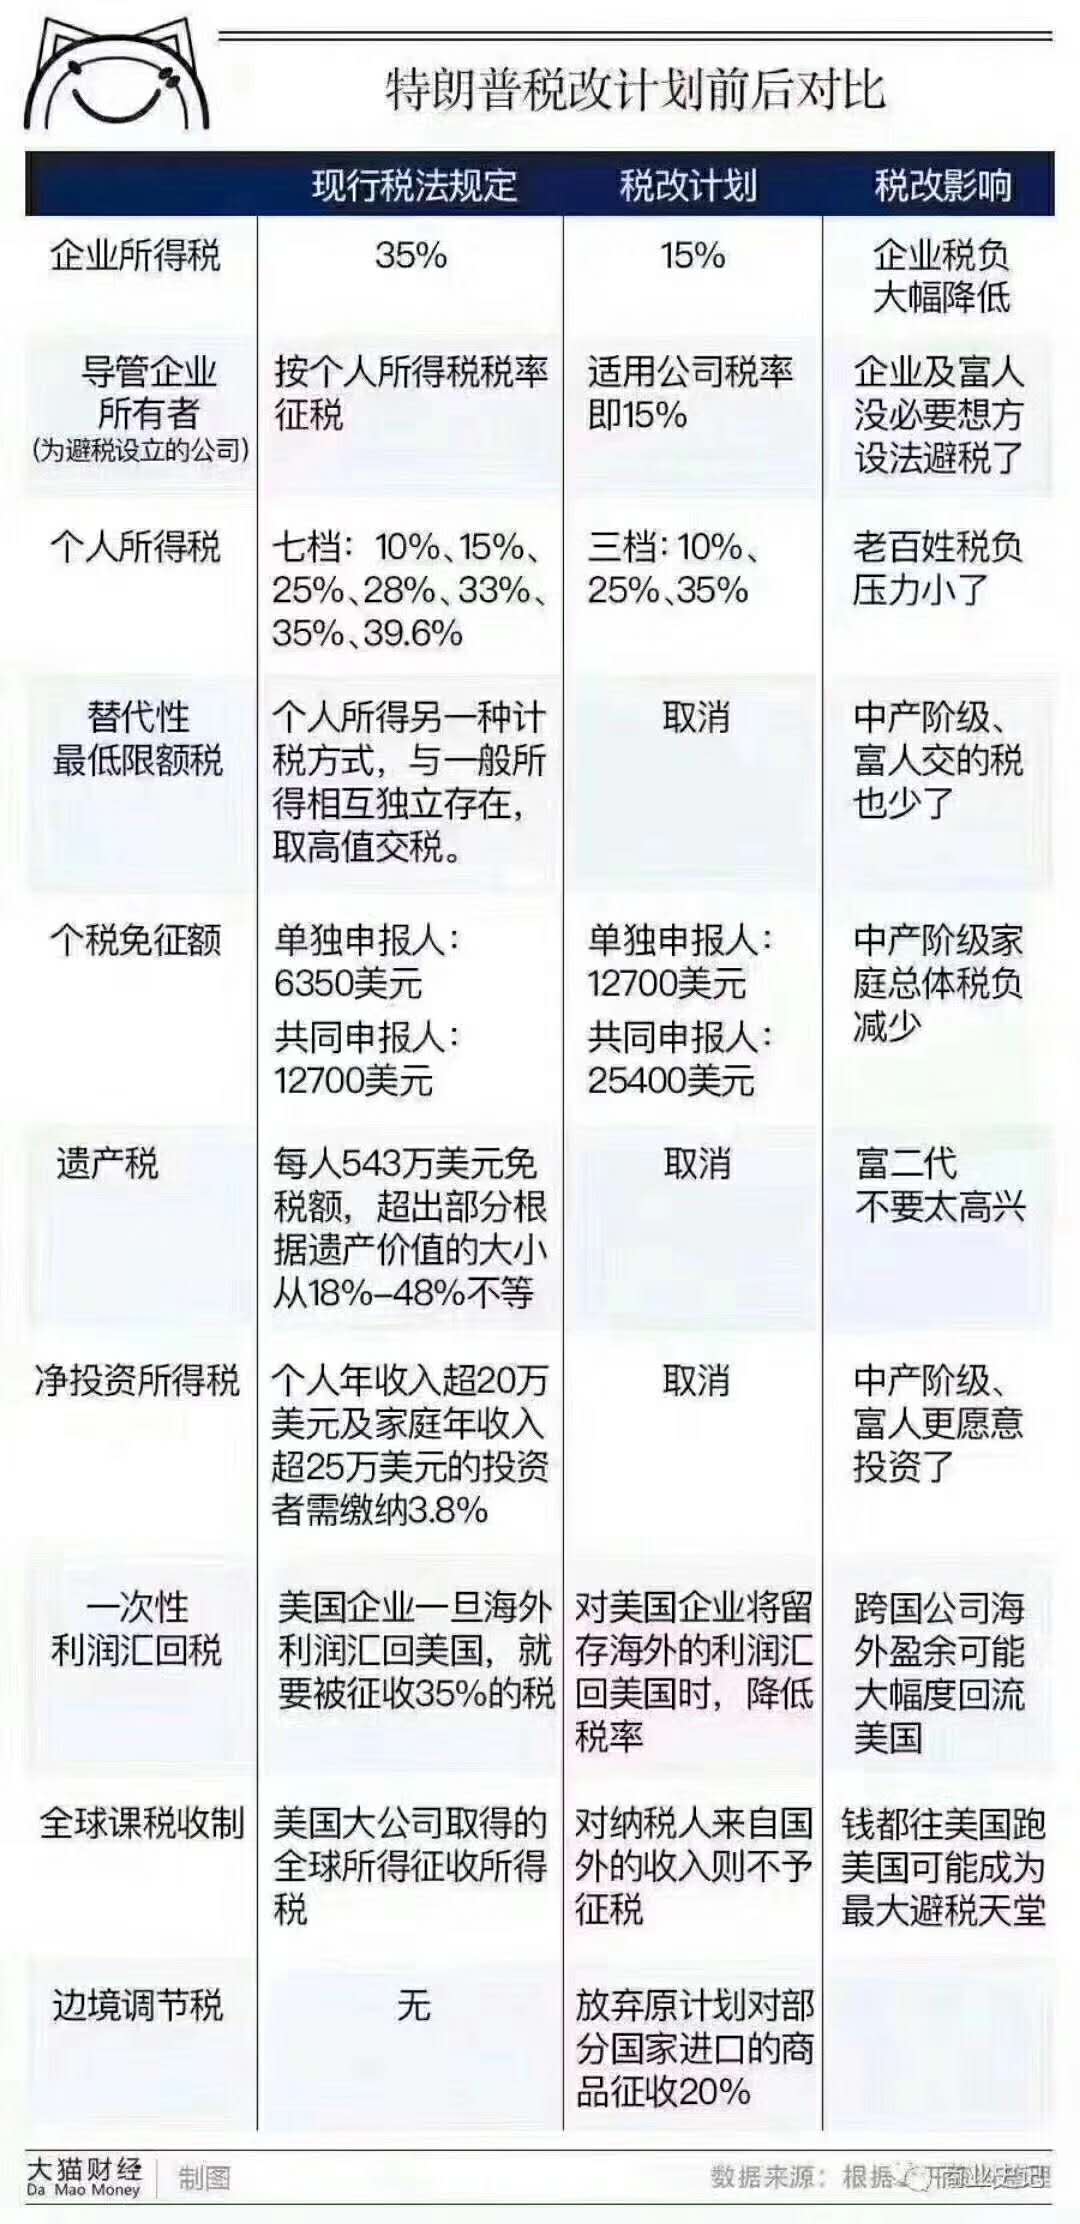 特朗普税改计划前后对比
现行税法规定 税改计划 税改影响
企业所得税 35% 15% 企业税负
大幅降低
导管企业 按个人所得税税率 适用公司税率 企业及富人
所有者 征税 即15% 没必要想方
(为避税设立的公司) 设法避税了
个人所得税 七档：10%、15%、 三档：10%、 老百姓税负
25%、28%、33%、 25%、35% 压力小了
35%、39.6%
替代性 个人所得另一种计 取消 中产阶级、
最低限额税 税方式，与一般所 富人交的税
得相互独立存在， 也少了
取高值交税。
个税免征额 单独申报人： 单独申报人： 中产阶级家
6350美元 12700美元 庭总体税负
共同申报人： 共同申报人： 减少
12700美元 25400美元
遗产税 每人543万美元免 取消 富二代
税额，超出部分根 不要太高兴
据遗产价值的大小
从18%–48%不等
净投资所得税 个人年收入超20万 取消 中产阶级、
美元及家庭年收入 富人更愿意
超25万美元的投资 投资了
者需缴纳3.8%
一次性 美国企业一旦海外 对美国企业将留 跨国公司海
利润汇回税 利润汇回美国，就 存海外的利润汇 外盈余可能
要被征收35%的税 回美国时，降低 大幅度回流
税率 美国
全球课税收制 美国大公司取得的 对纳税人来自国 钱都往美国跑
全球所得征收所得 外的收入则不予 美国可能成为
税 征税 最大避税天堂
边境调节税 无 放弃原计划对部
分国家进口的商
品征收20%
大猫财经 制图 数据来源：根据 整理
Da Mao Money
商业史记